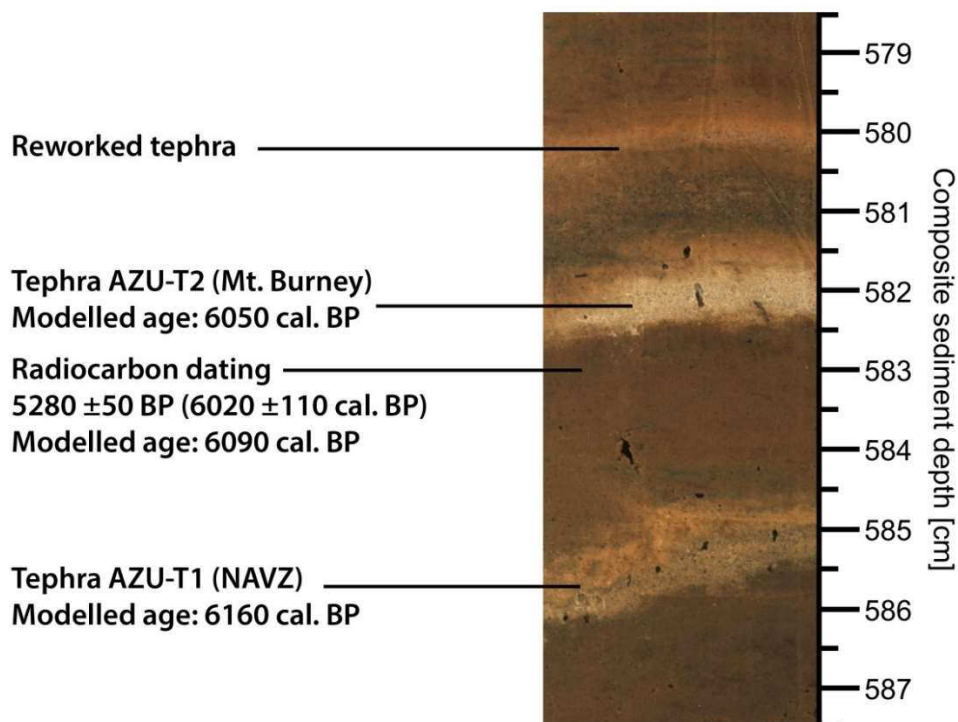 Reworked tephra
Tephra AZU-T2 (Mt. Burney)
Modelled age: 6050 cal. BP
Radiocarbon dating
5280 ±50 BP (6020 ±110 cal. BP)
Modelled age: 6090 cal. BP
Tephra AZU-T1 (NAVZ)
Modelled age: 6160 cal. BP
579
580
581
582
583
584
585
586
587
Composite sediment depth [cm]